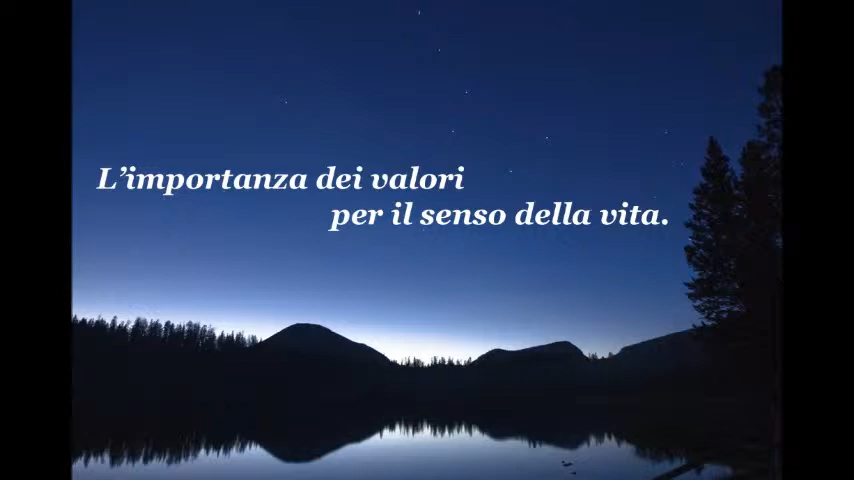 L’importanza dei valori
per il senso della vita.